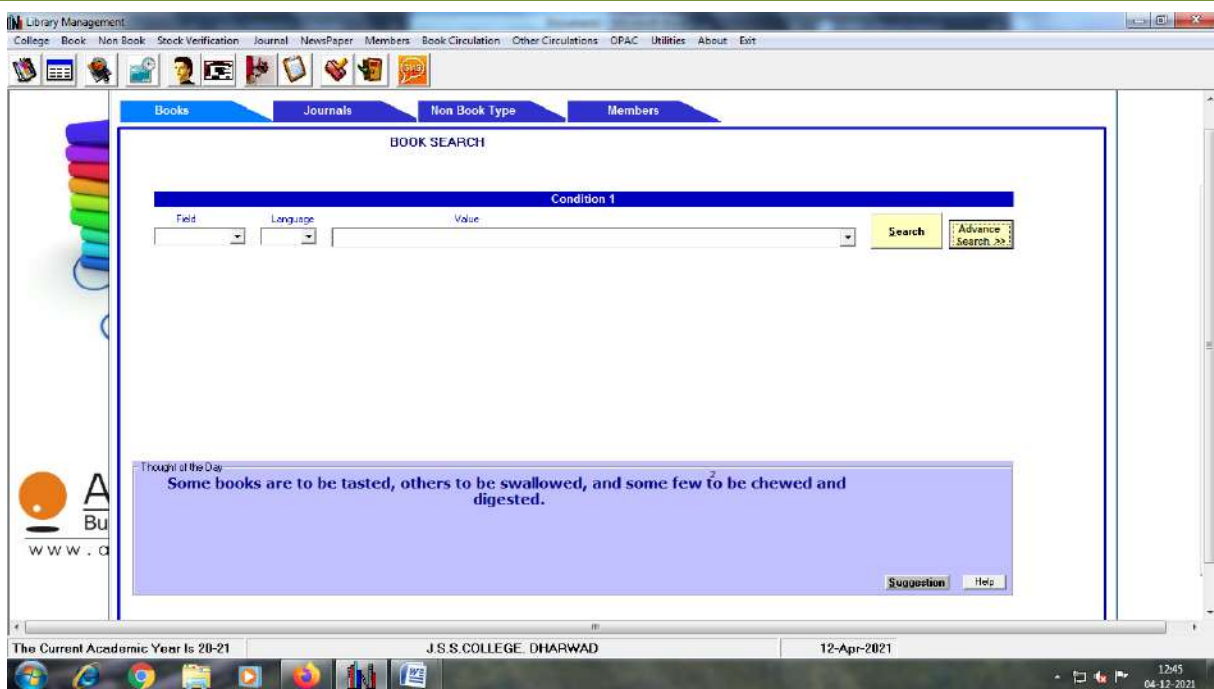 Library Management
College Book Non Book Stock Verification Journal NewsPaper Members Book Circulation Other Circulations OPAC Utilities About Exit
SMS
Books Journals Non Book Type Members
BOOK SEARCH
Condition 1
Field Language Value
Search
Advance
Search >>
Thought of the Day
Some books are to be tasted, others to be swallowed, and some few to be chewed and
digested.
2
A
Bu
www.a
Suggestion Help
The Current Academic Year Is 20-21 J.S.S.COLLEGE, DHARWAD 12-Apr-2021
12:45
04-12-2021